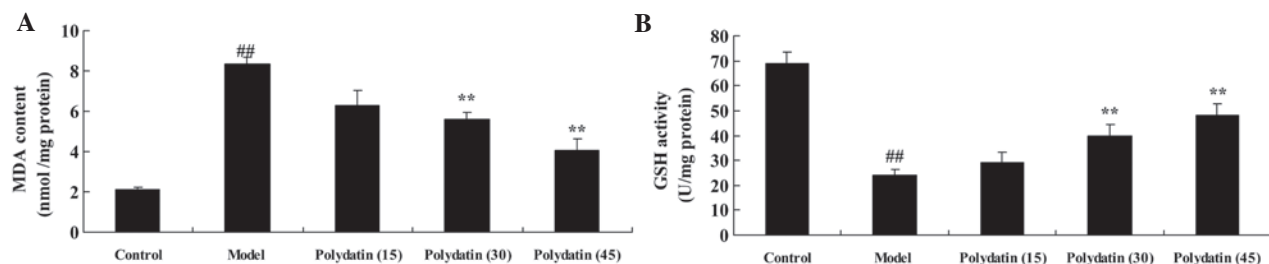 A
MDA content
(nmol /mg protein)
10
8
6
4
2
0
##
**
**
Control Model Polydatin (15) Polydatin (30) Polydatin (45)
B
GSH activity
(U/mg protein)
80
70
60
50
40
30
20
10
0
##
**
**
Control Model Polydatin (15) Polydatin (30) Polydatin (45)